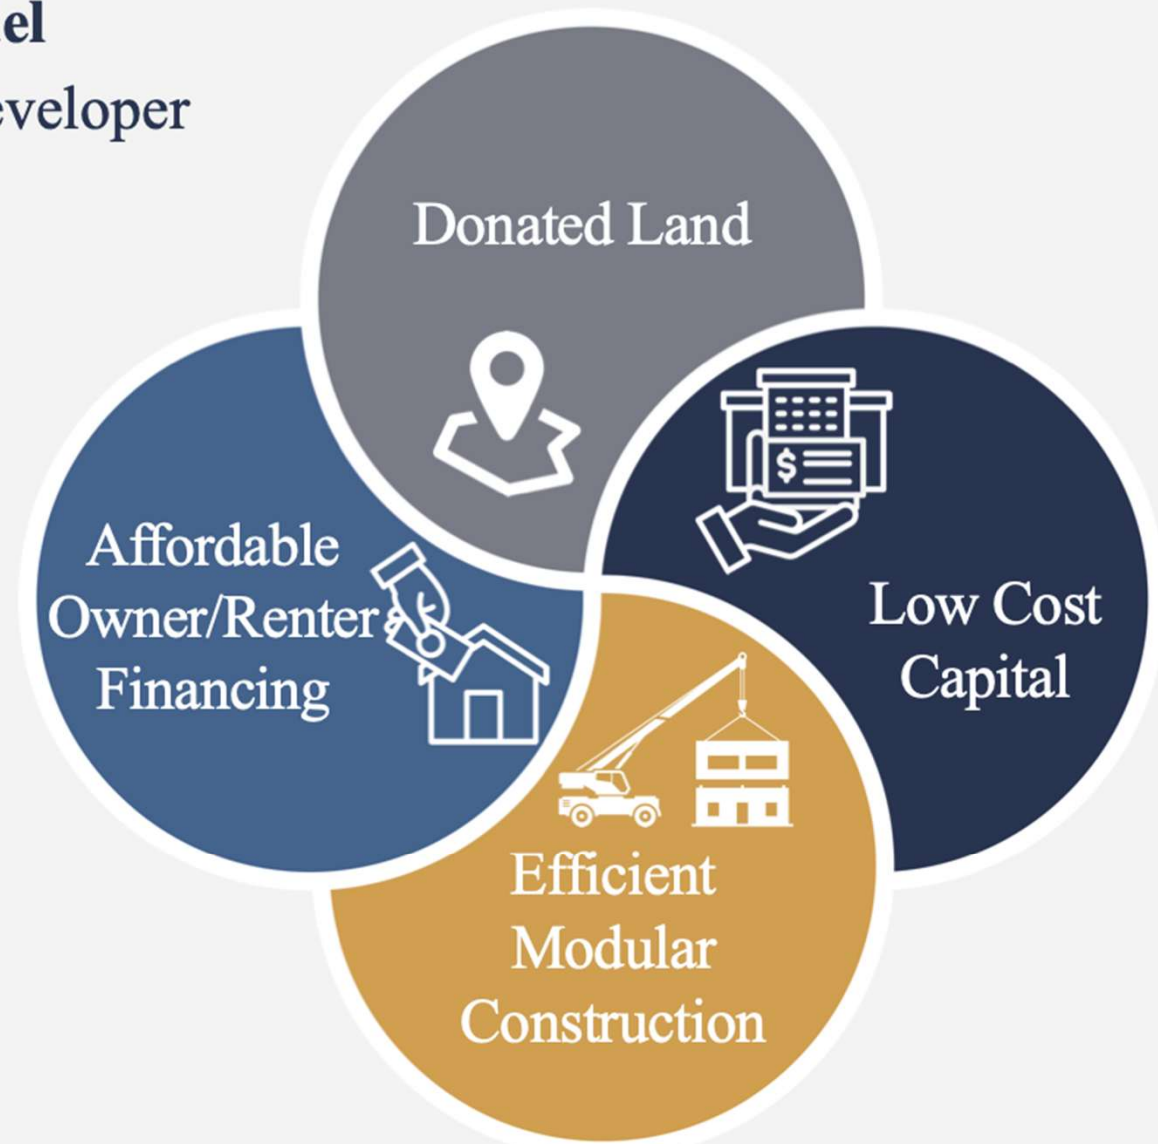 el
eveloper
Donated Land
Affordable
Owner/Renter
Financing
$
Low Cost
Capital
Efficient
Modular
Construction